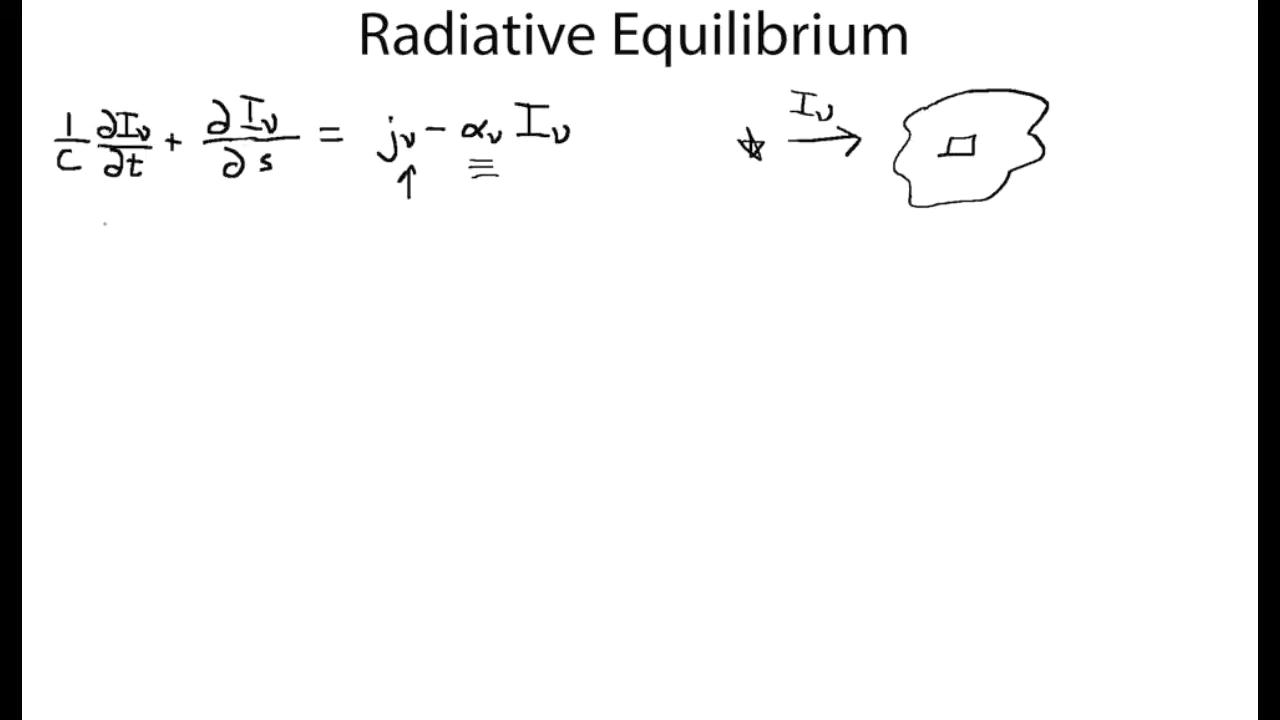 Radiative Equilibrium
1/c ∂Iν/∂t + ∂Iν/∂s = jν − αν Iν
Iν